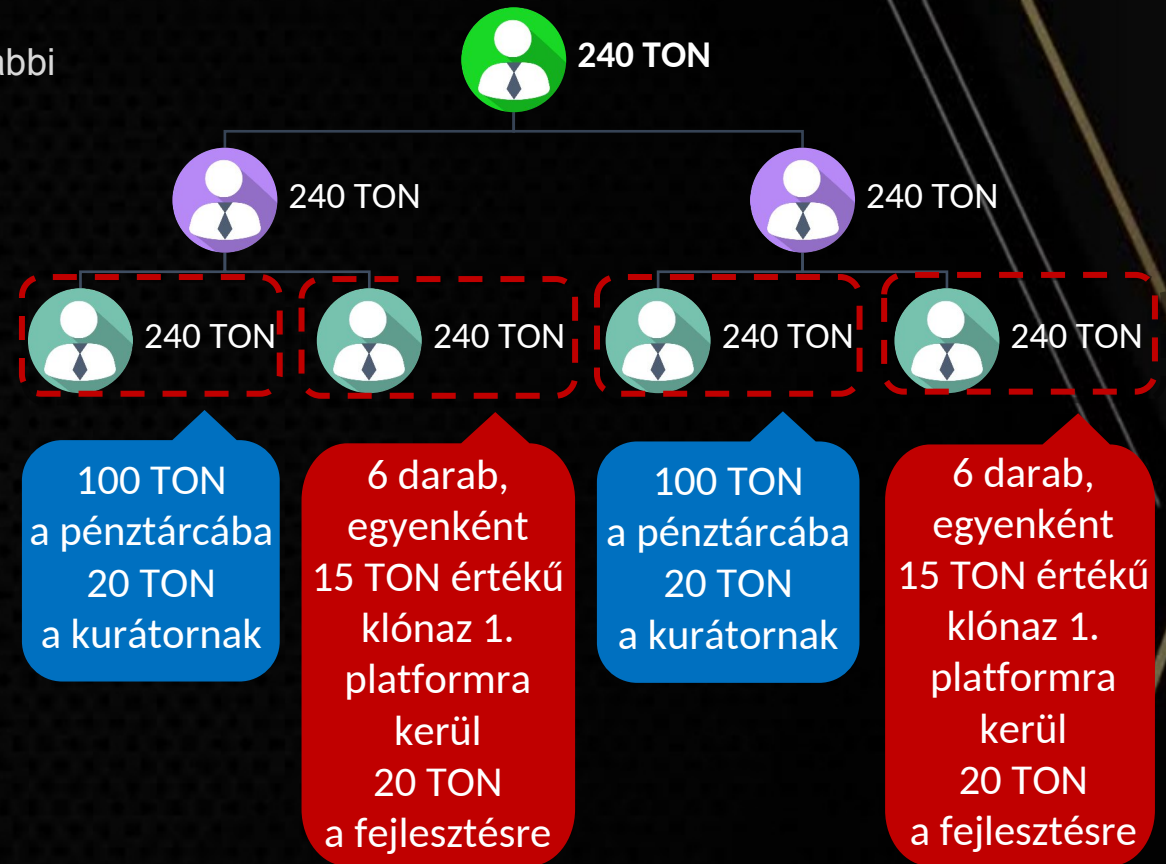 240 TON
240 TON
240 TON
240 TON
240 TON
240 TON
240 TON
100 TON
a pénztárcába
20 TON
a kurátornak
6 darab,
egyenként
15 TON értékű
klónaz 1.
platformra
kerül
20 TON
a fejlesztésre
100 TON
a pénztárcába
20 TON
a kurátornak
6 darab,
egyenként
15 TON értékű
klónaz 1.
platformra
kerül
20 TON
a fejlesztésre